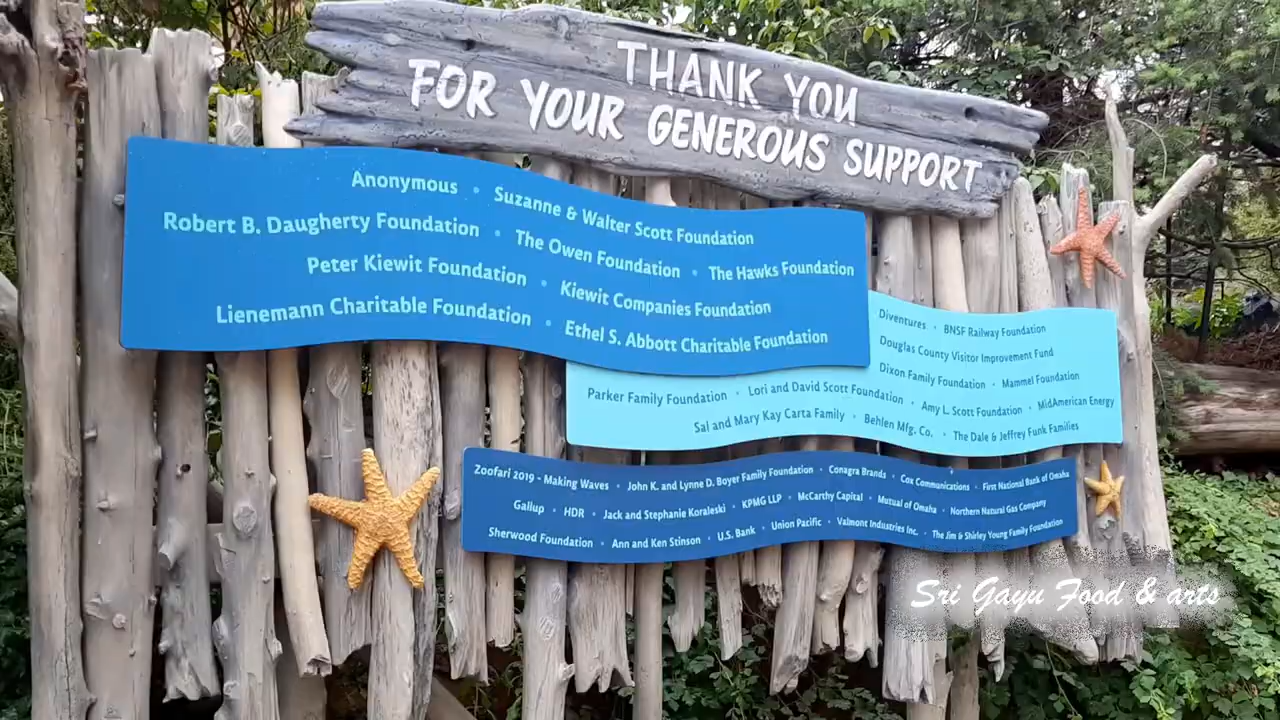 THANK YOU
FOR YOUR GENEROUS SUPPORT
Anonymous • Suzanne & Walter Scott Foundation
Robert B. Daugherty Foundation • The Owen Foundation • The Hawks Foundation
Peter Kiewit Foundation • Kiewit Companies Foundation
Lienemann Charitable Foundation • Ethel S. Abbott Charitable Foundation
Diventures • BNSF Railway Foundation
Douglas County Visitor Improvement Fund
Dixon Family Foundation • Mammel Foundation
Parker Family Foundation • Lori and David Scott Foundation • Amy L. Scott Foundation • MidAmerican Energy
Sal and Mary Kay Carta Family • Behlen Mfg. Co. • The Dale & Jeffrey Funk Families
Zoofari 2019 - Making Waves • John K. and Lynne D. Boyer Family Foundation • Conagra Brands • Cox Communications • First National Bank of Omaha
Gallup • HDR • Jack and Stephanie Koraleski • KPMG LLP • McCarthy Capital • Mutual of Omaha • Northern Natural Gas Company
Sherwood Foundation • Ann and Ken Stinson • U.S. Bank • Union Pacific • Valmont Industries Inc. • The Jim & Shirley Young Family Foundation
Sri Gayu Food & arts